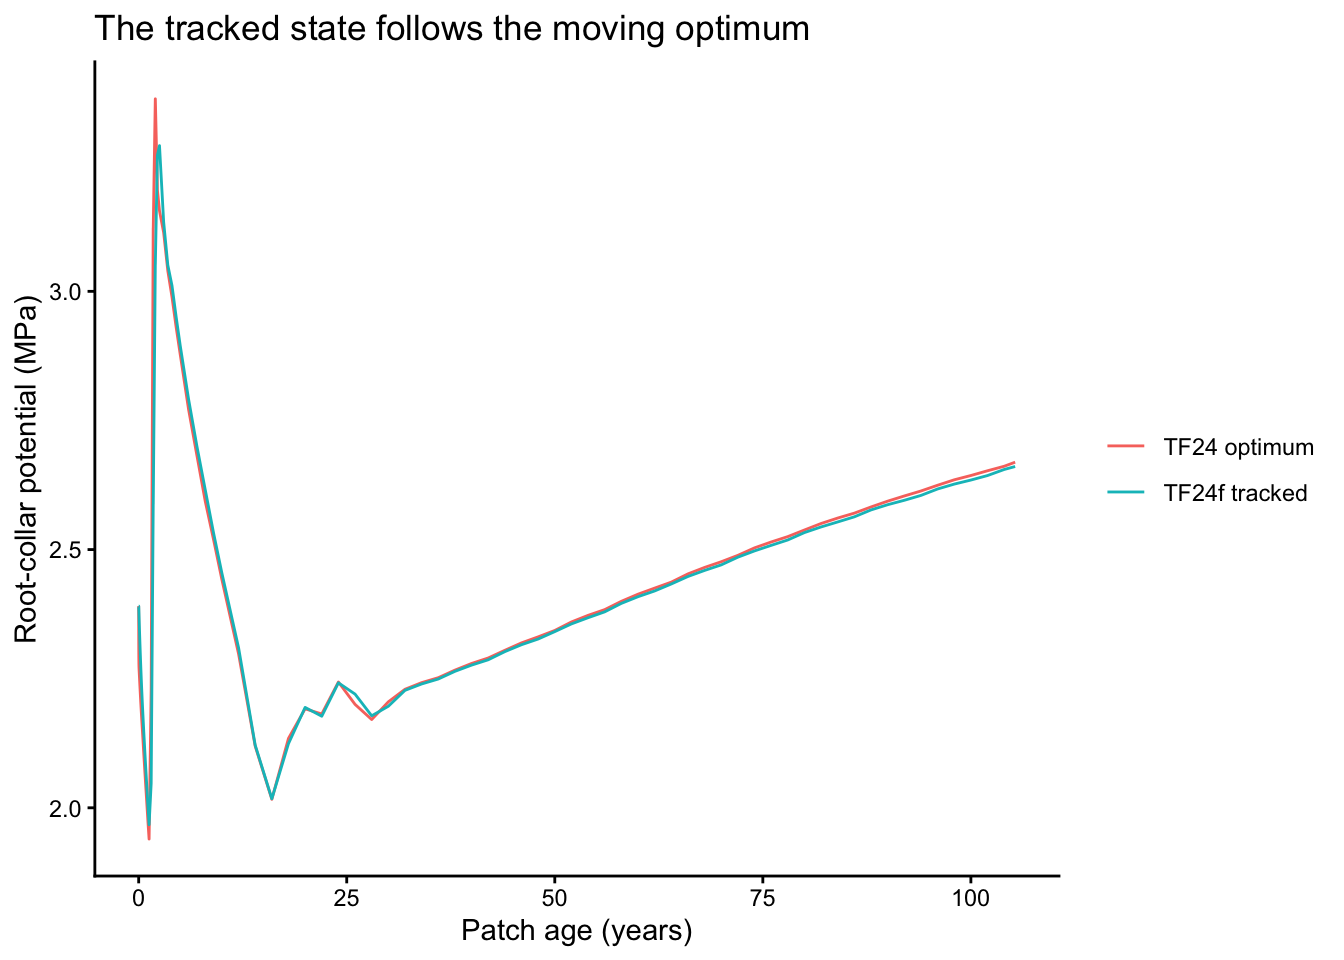 The tracked state follows the moving optimum
Root-collar potential (MPa)
3.0
2.5
2.0
0
25
50
75
100
Patch age (years)
TF24 optimum
TF24f tracked